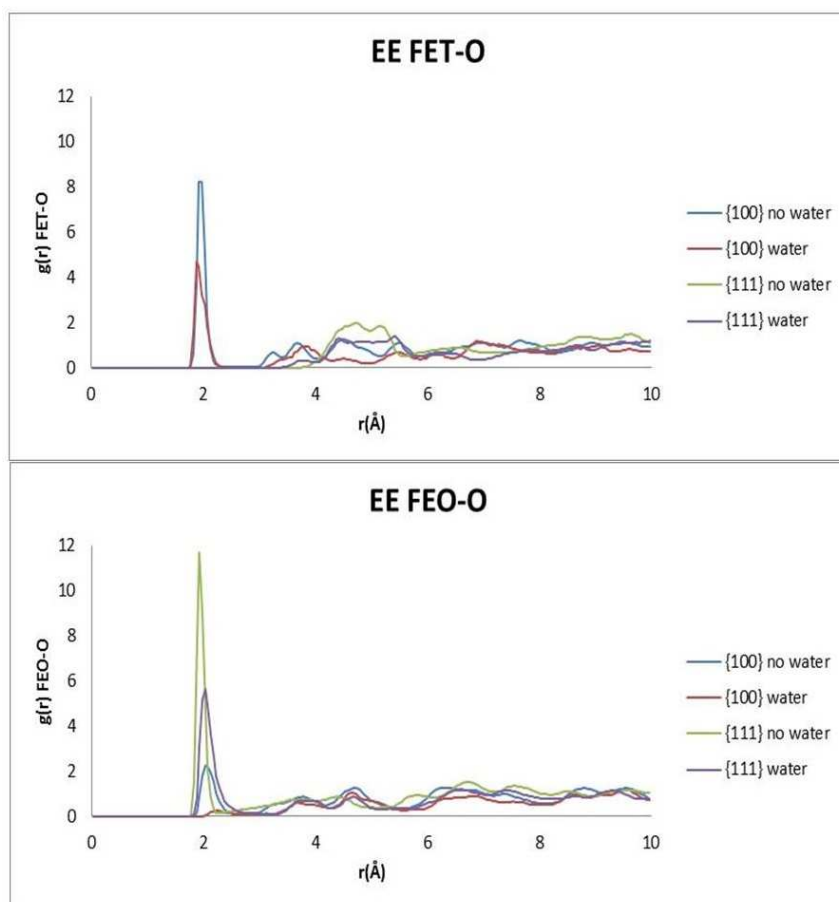 EE FET-O
12
10
8
6
4
2
0
g(r) FET-O
0 2 4 6 8 10
r(Å)
{100} no water
{100} water
{111} no water
{111} water
EE FEO-O
12
10
8
6
4
2
0
g(r) FEO-O
0 2 4 6 8 10
r(Å)
{100} no water
{100} water
{111} no water
{111} water